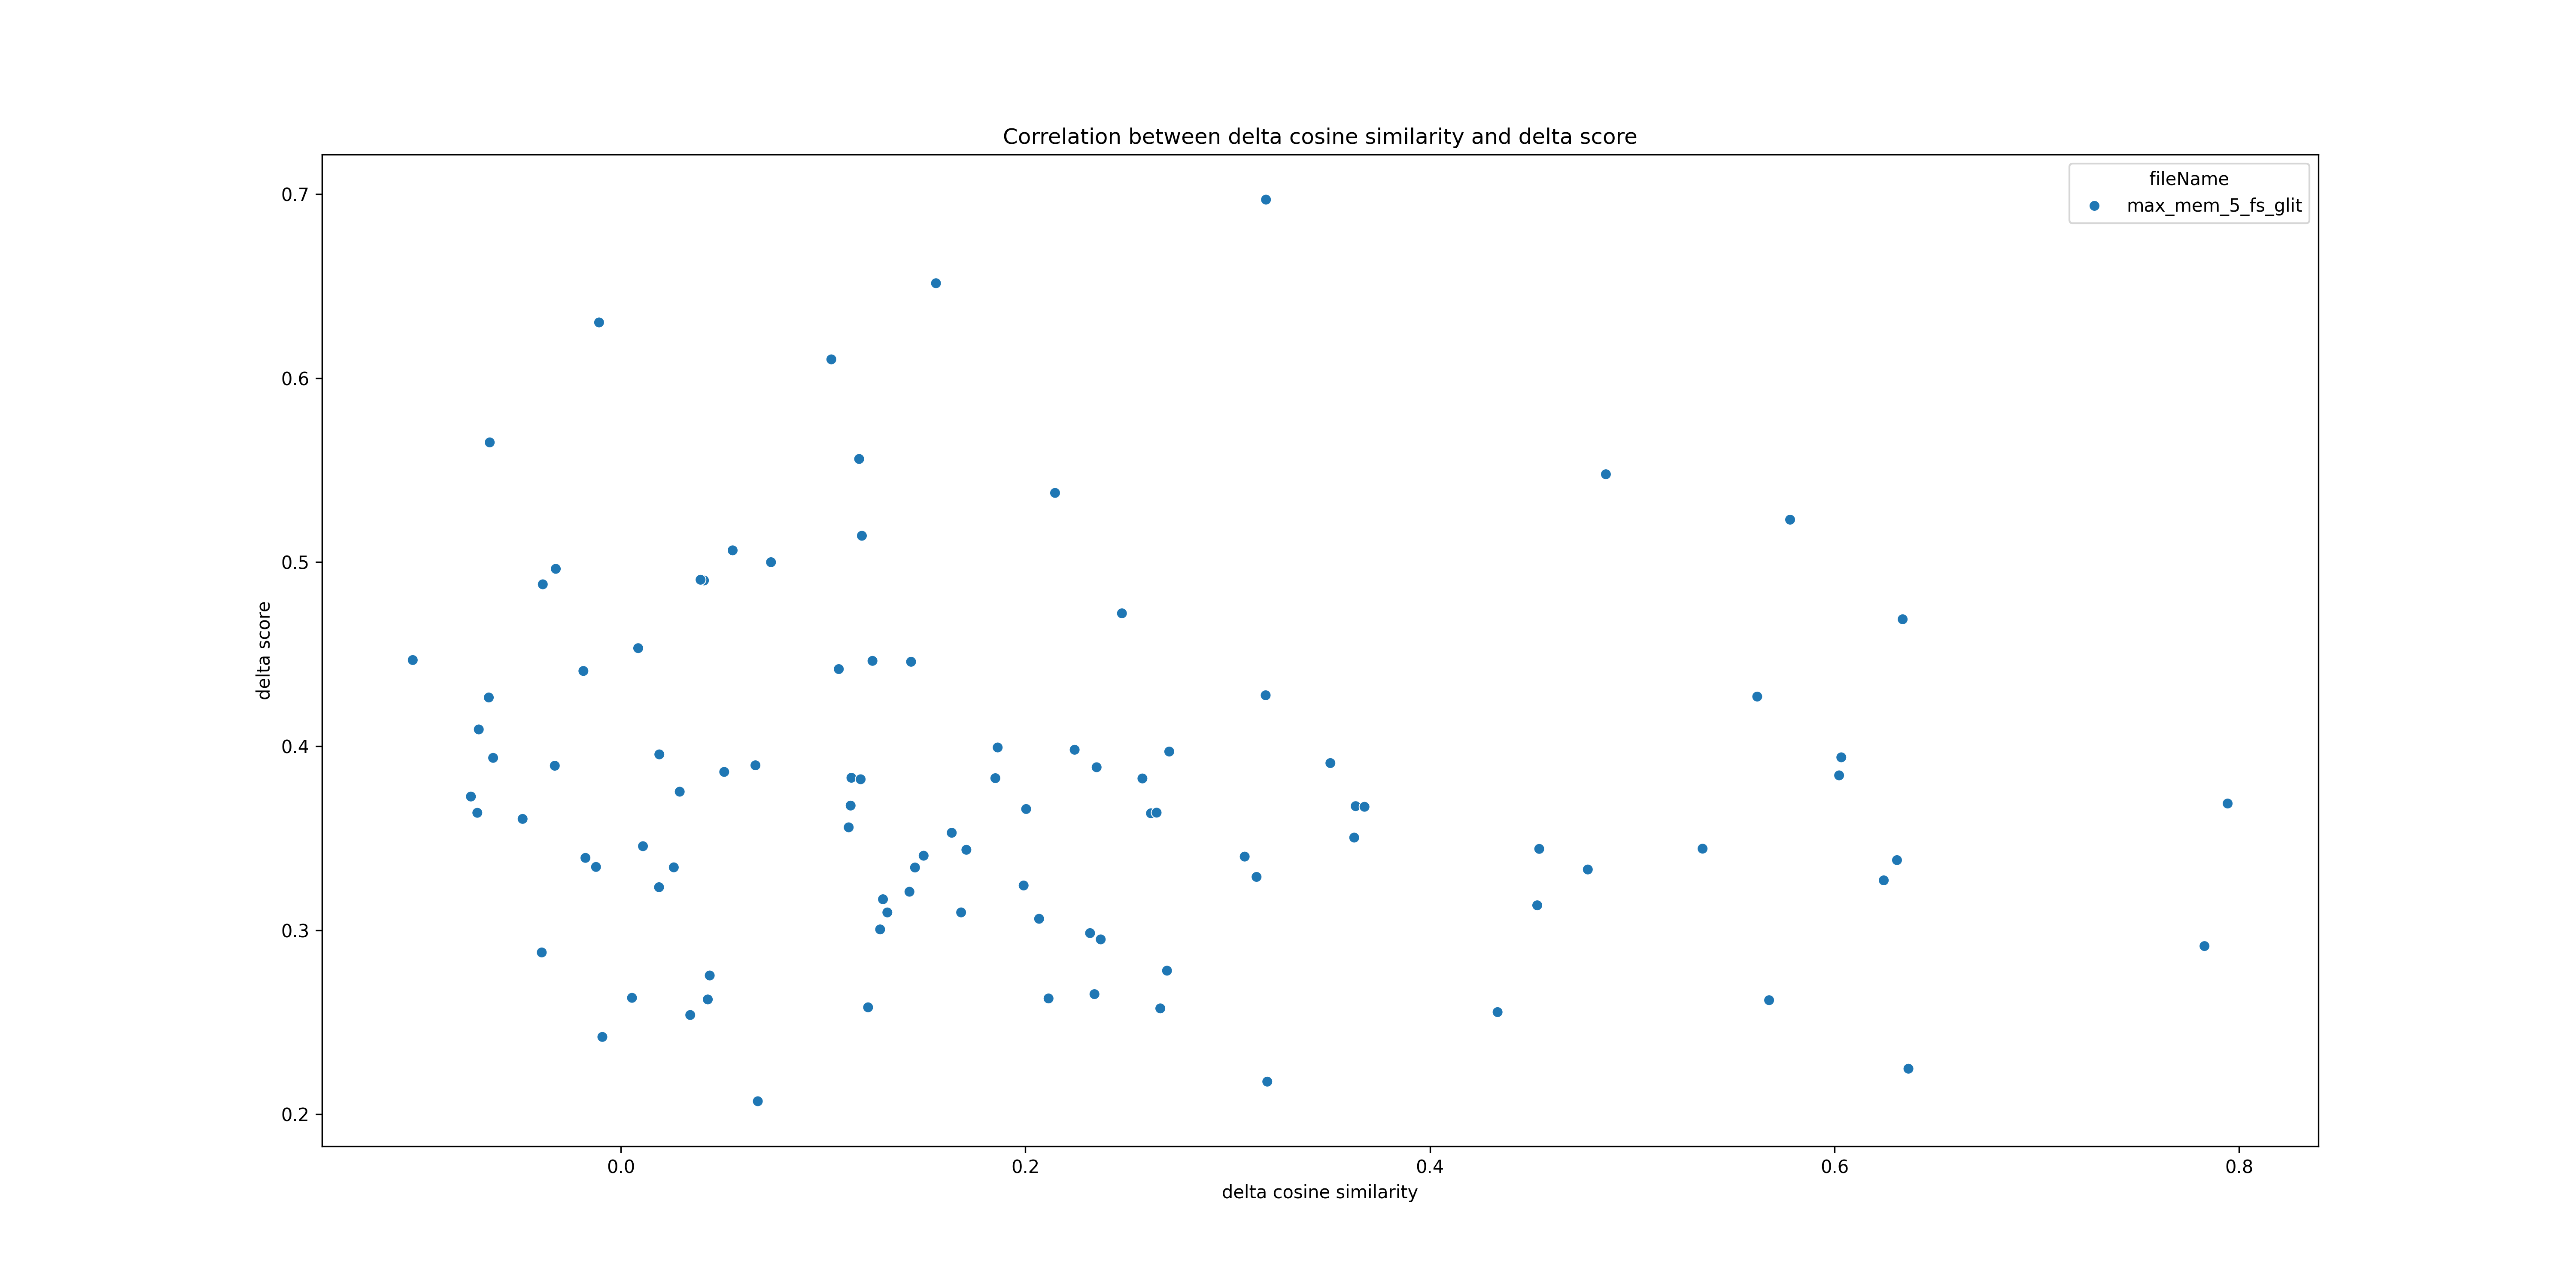 Correlation between delta cosine similarity and delta score
fileName
max_mem_5_fs_glit
0.7
0.6
0.5
0.4
0.3
0.2
delta score
0.0
0.2
0.4
0.6
0.8
delta cosine similarity